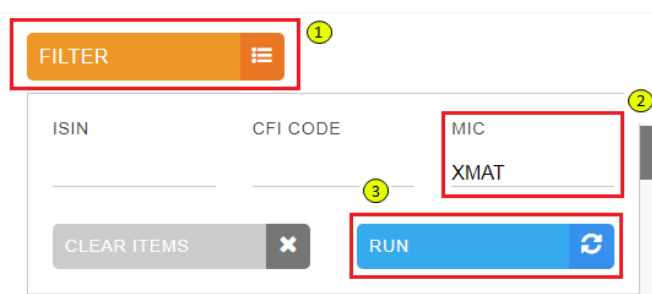 FILTER
1
2
ISIN CFI CODE MIC
XMAT
3
CLEAR ITEMS RUN